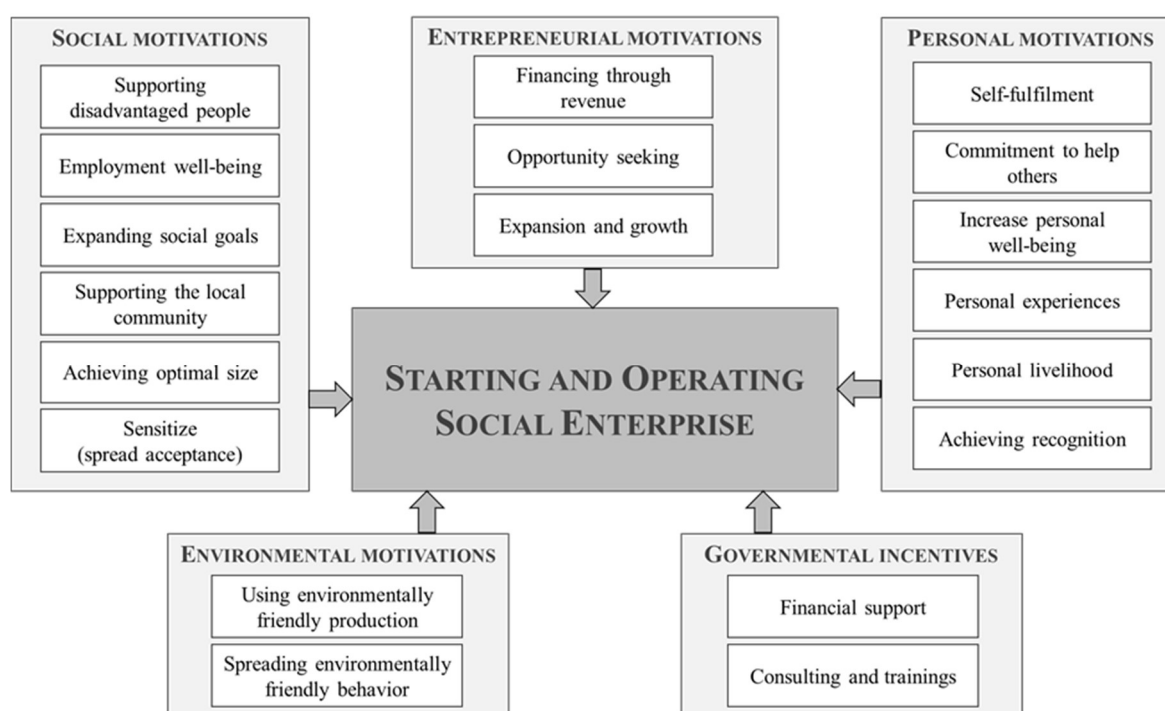 SOCIAL MOTIVATIONS
Supporting
disadvantaged people
Employment well-being
Expanding social goals
Supporting the local
community
Achieving optimal size
Sensitize
(spread acceptance)
ENTREPRENEURIAL MOTIVATIONS
Financing through
revenue
Opportunity seeking
Expansion and growth
PERSONAL MOTIVATIONS
Self-fulfilment
Commitment to help
others
Increase personal
well-being
Personal experiences
Personal livelihood
Achieving recognition
STARTING AND OPERATING
SOCIAL ENTERPRISE
ENVIRONMENTAL MOTIVATIONS
Using environmentally
friendly production
Spreading environmentally
friendly behavior
GOVERNMENTAL INCENTIVES
Financial support
Consulting and trainings